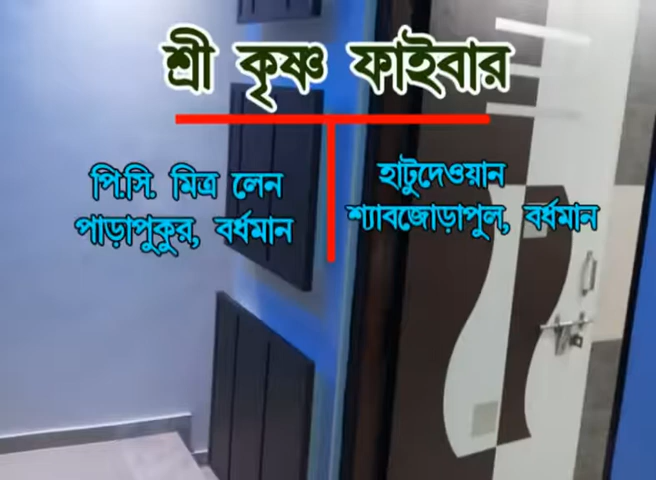 শ্রী কৃষ্ণ ফাইবার
পি.সি. মিত্র লেন
পাড়াপুকুর, বর্ধমান
হাটুদেওয়ান
শ্যাবজোড়াপুল, বর্ধমান